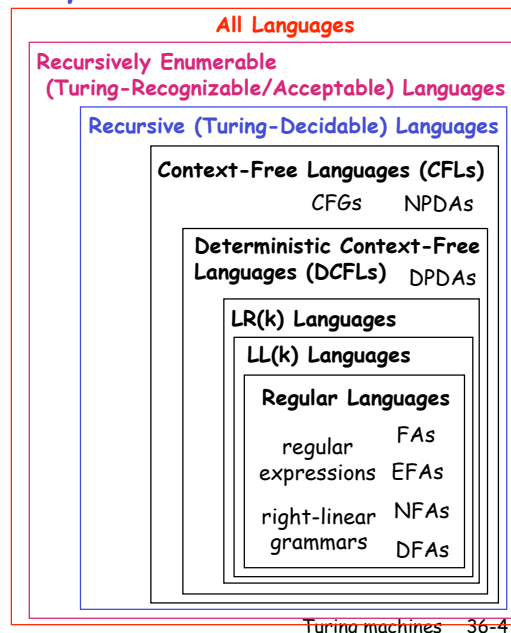 All Languages
Recursively Enumerable
(Turing-Recognizable/Acceptable) Languages
Recursive (Turing-Decidable) Languages
Context-Free Languages (CFLs)
CFGs NPDAs
Deterministic Context-Free
Languages (DCFLs) DPDAs
LR(k) Languages
LL(k) Languages
Regular Languages
regular FAs
expressions EFAs
right-linear NFAs
grammars DFAs
Turing machines 36-4